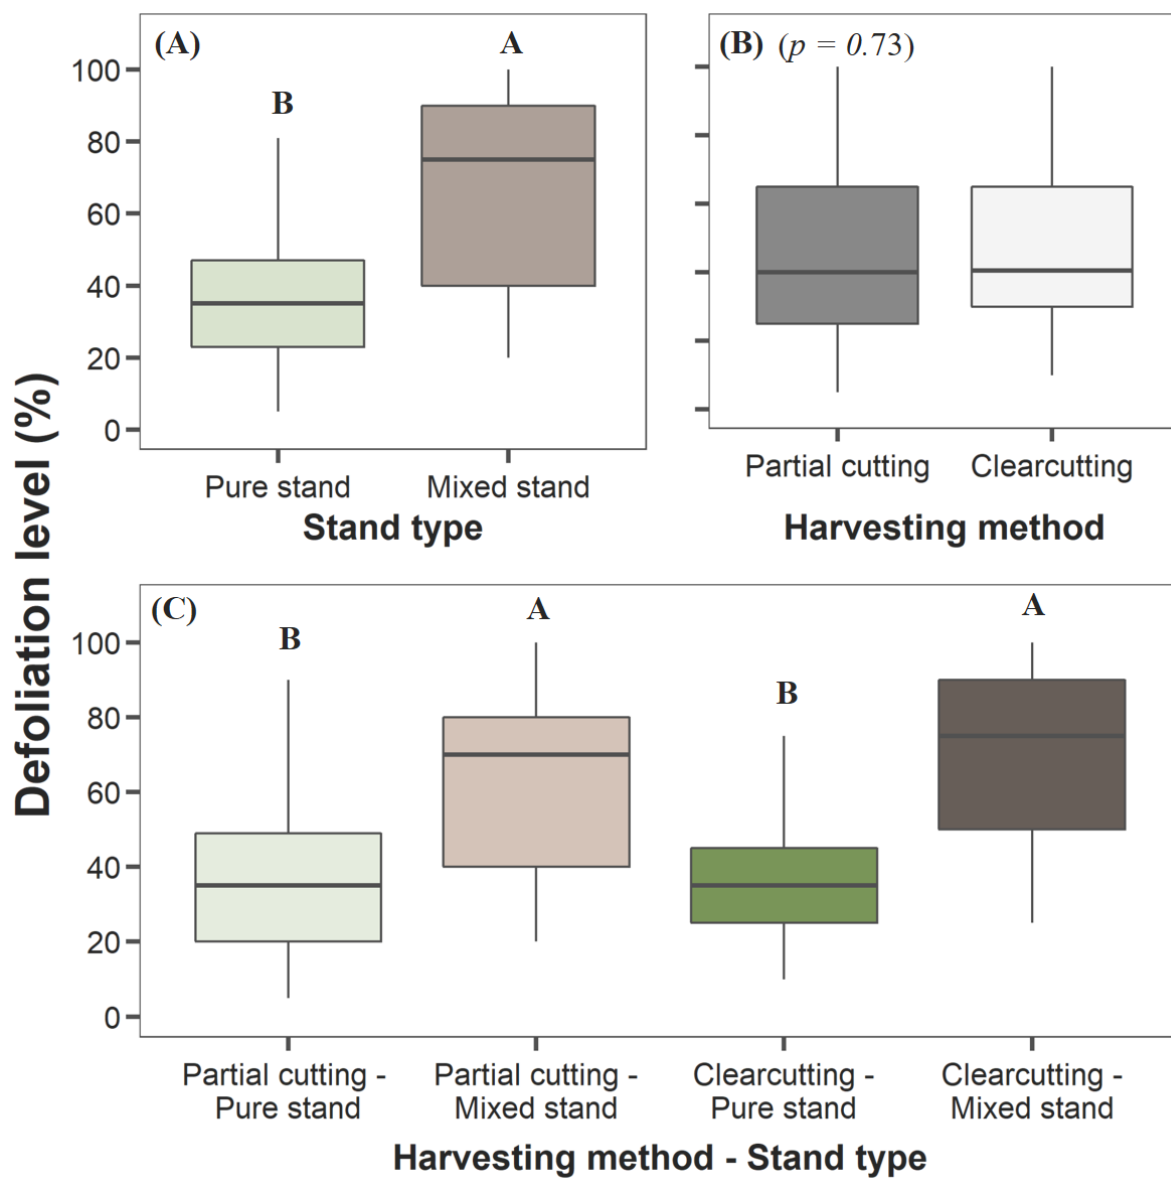 Defoliation level (%)
(A)
B
A
100
80
60
40
20
0
Pure stand
Mixed stand
Stand type
(B) (p = 0.73)
Partial cutting
Clearcutting
Harvesting method
(C)
B
A
B
A
100
80
60
40
20
0
Partial cutting -
Pure stand
Partial cutting -
Mixed stand
Clearcutting -
Pure stand
Clearcutting -
Mixed stand
Harvesting method - Stand type